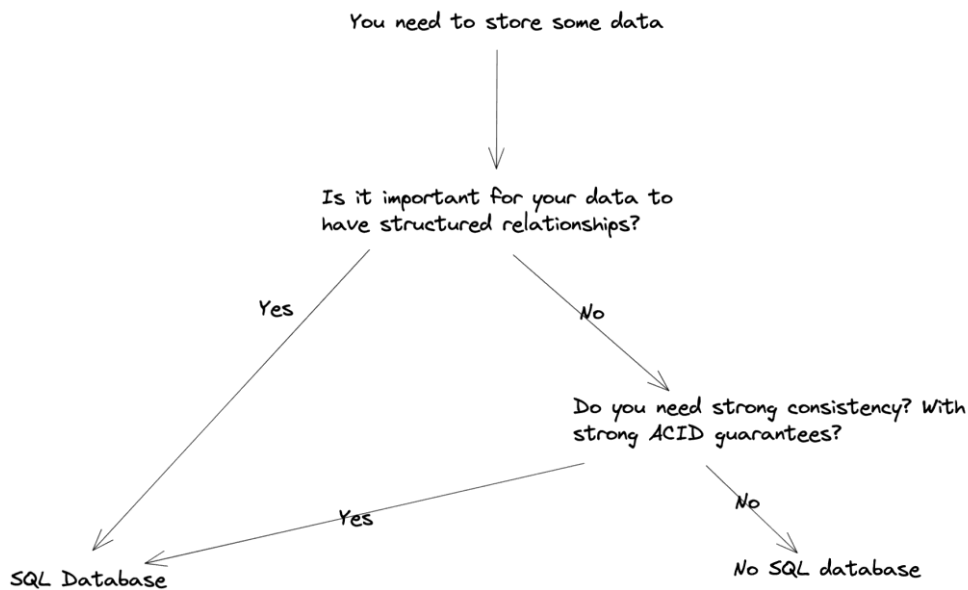 You need to store some data
Is it important for your data to
have structured relationships?
Yes
No
Do you need strong consistency? With
strong ACID guarantees?
Yes
No
SQL Database
No SQL database